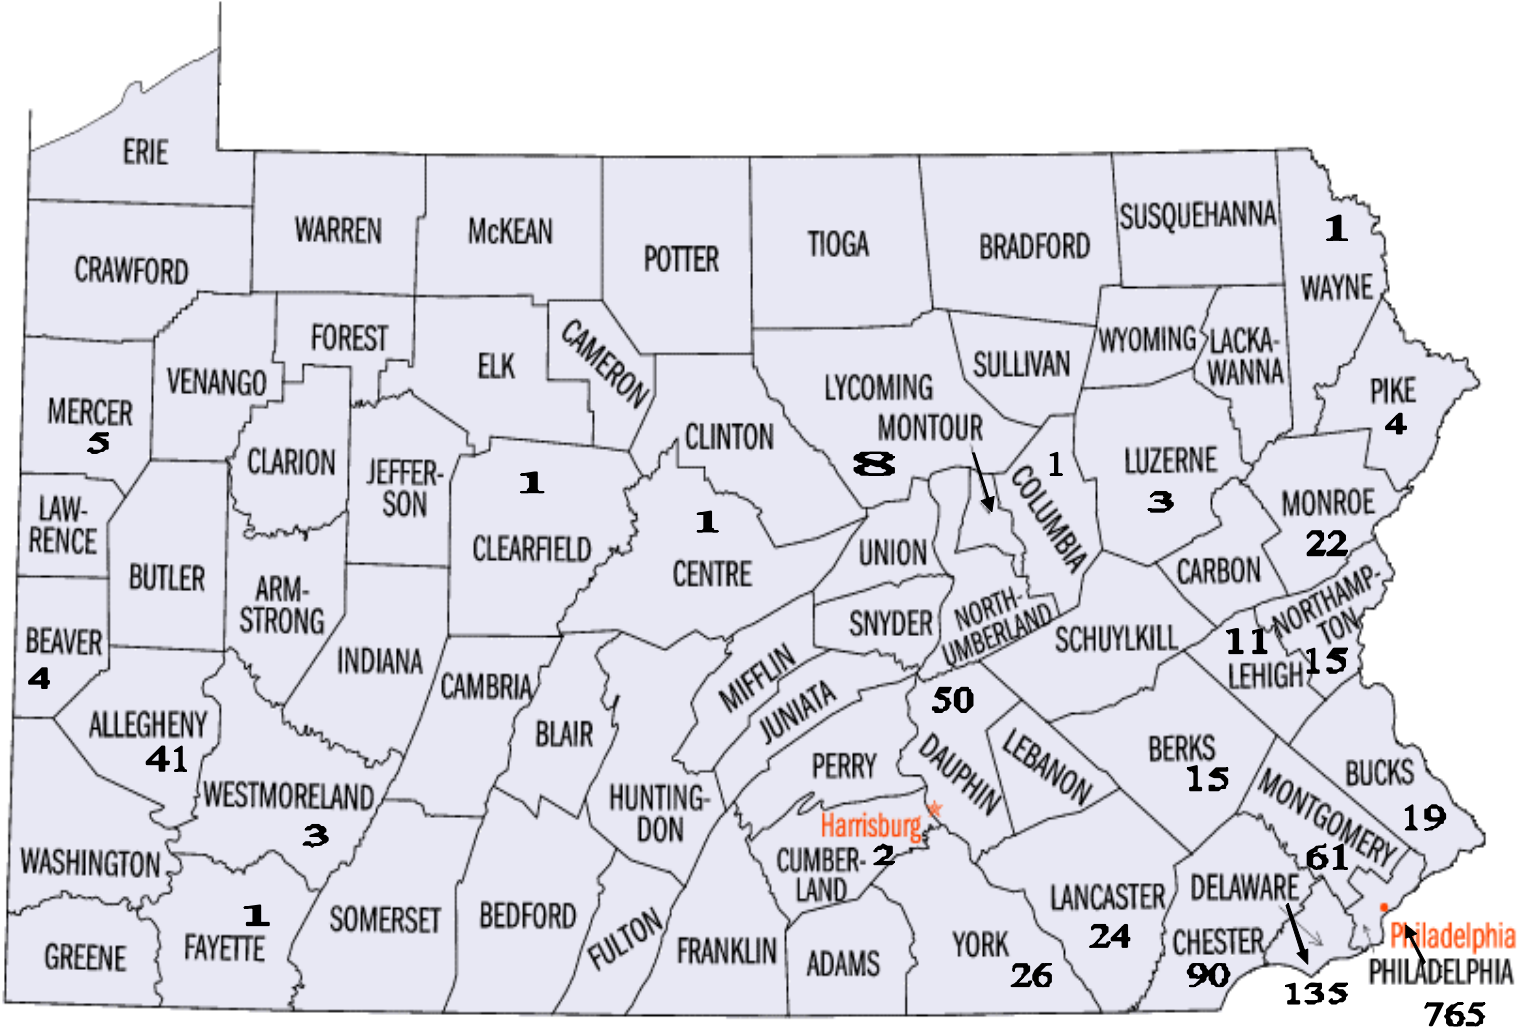 ERIE
CRAWFORD
WARREN
McKEAN
POTTER
TIOGA
BRADFORD
SUSQUEHANNA
1
WAYNE
MERCER
5
VENANGO
FOREST
ELK
CAMERON
CLINTON
LYCOMING
8
MONTOUR
SULLIVAN
WYOMING
LACKA-
WANNA
PIKE
4
LAW-
RENCE
BUTLER
CLARION
JEFFER-
SON
1
CLEARFIELD
1
CENTRE
UNION
1
COLUMBIA
LUZERNE
3
MONROE
22
CARBON
BEAVER
4
ARM-
STRONG
INDIANA
CAMBRIA
BLAIR
MIFFLIN
JUNIATA
SNYDER
NORTH-
UMBERLAND
SCHUYLKILL
11
LEHIGH
NORTHAMP-
TON
15
ALLEGHENY
41
WESTMORELAND
3
HUNTING-
DON
PERRY
50
DAUPHIN
LEBANON
BERKS
15
MONTGOMERY
61
BUCKS
19
Harrisburg
2
CUMBER-
LAND
WASHINGTON
GREENE
1
FAYETTE
SOMERSET
BEDFORD
FULTON
FRANKLIN
ADAMS
YORK
26
LANCASTER
24
DELAWARE
135
CHESTER
90
Philadelphia
PHILADELPHIA
765